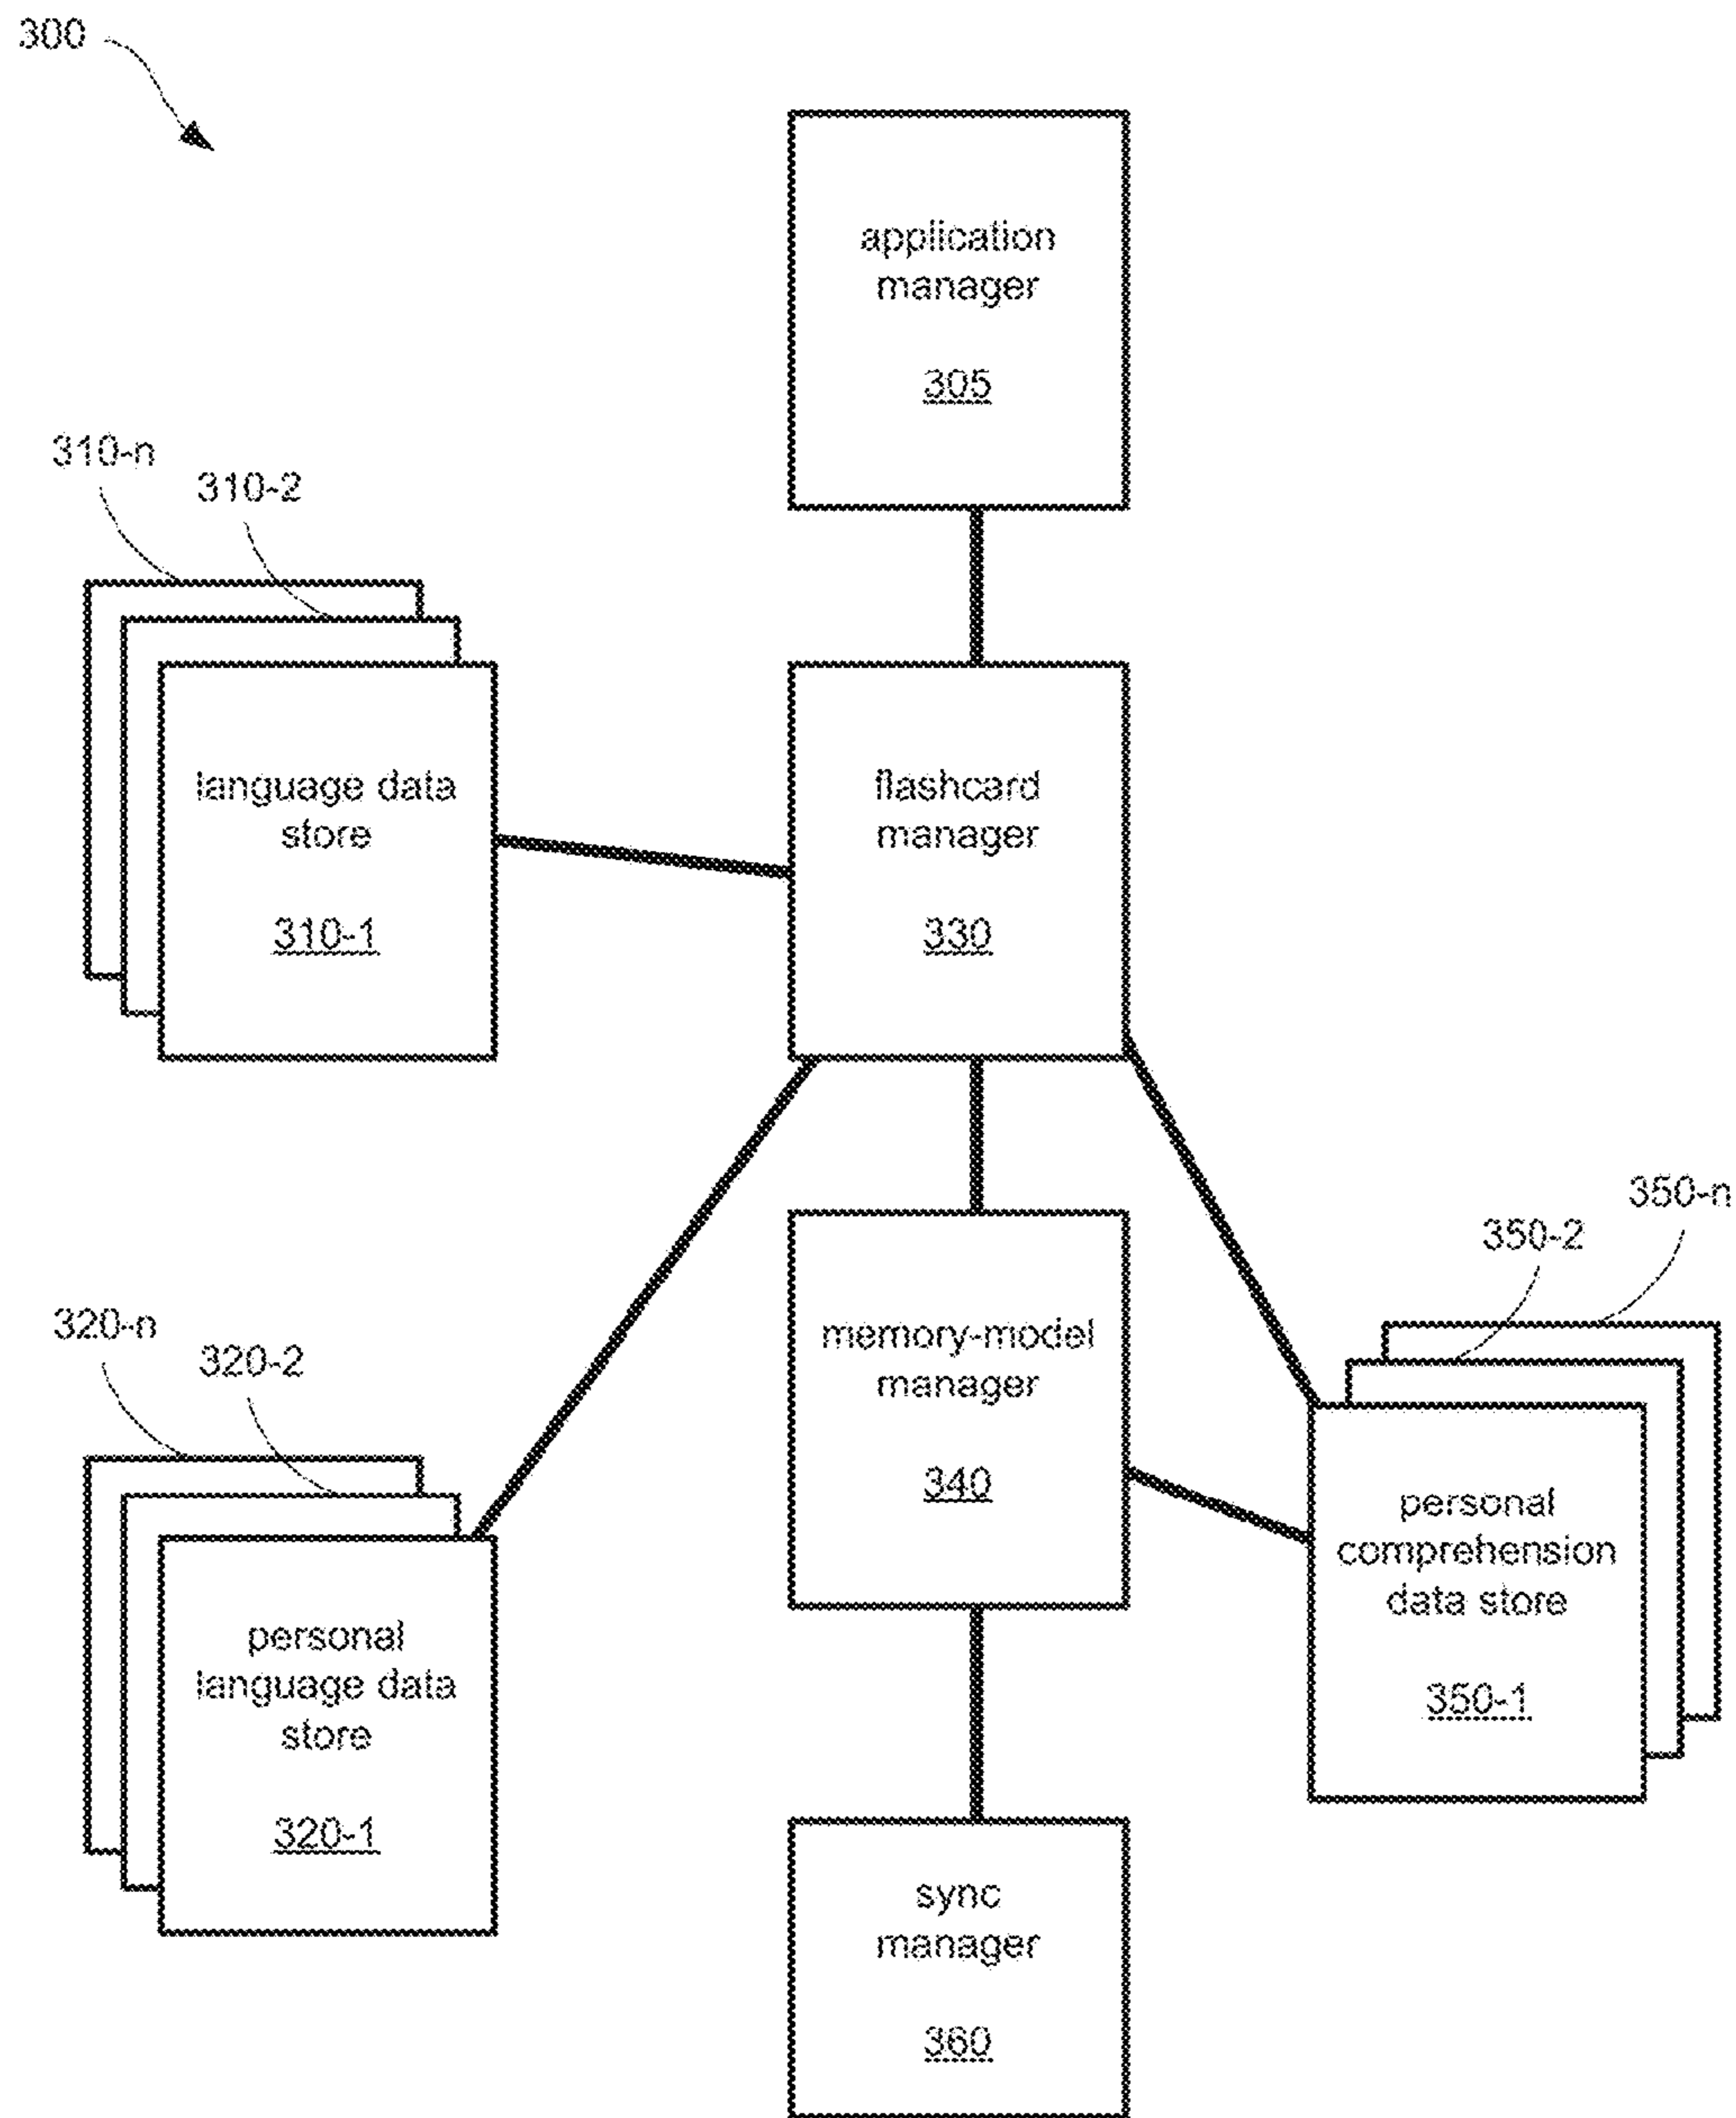 300
application
manager
305
310-n
310-2
language data
store
310-1
flashcard
manager
330
350-n
350-2
320-n
320-2
memory-model
manager
340
personal
comprehension
data store
350-1
personal
language data
store
320-1
sync
manager
360